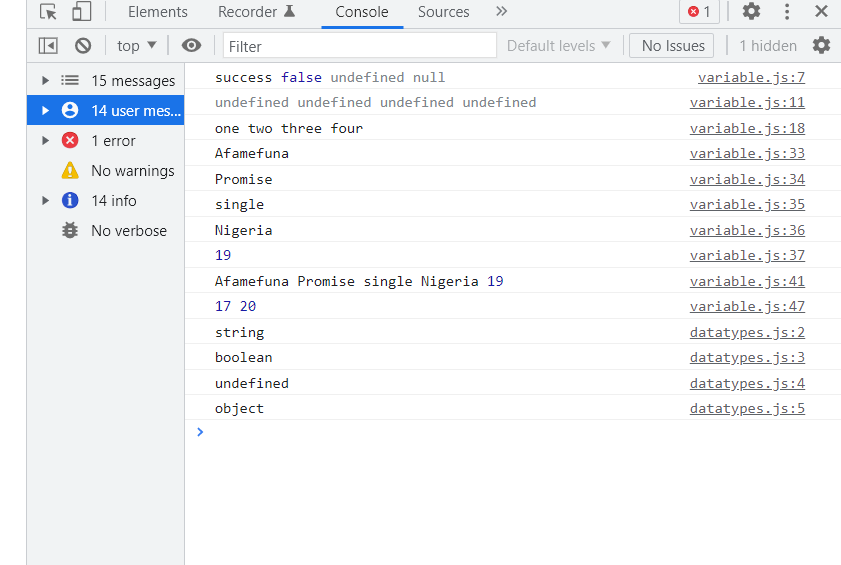 Elements Recorder Console Sources » 1
top Filter Default levels No Issues 1 hidden
15 messages
14 user mes...
1 error
No warnings
14 info
No verbose
success false undefined null variable.js:7
undefined undefined undefined undefined variable.js:11
one two three four variable.js:18
Afamefuna variable.js:33
Promise variable.js:34
single variable.js:35
Nigeria variable.js:36
19 variable.js:37
Afamefuna Promise single Nigeria 19 variable.js:41
17 20 variable.js:47
string datatypes.js:2
boolean datatypes.js:3
undefined datatypes.js:4
object datatypes.js:5